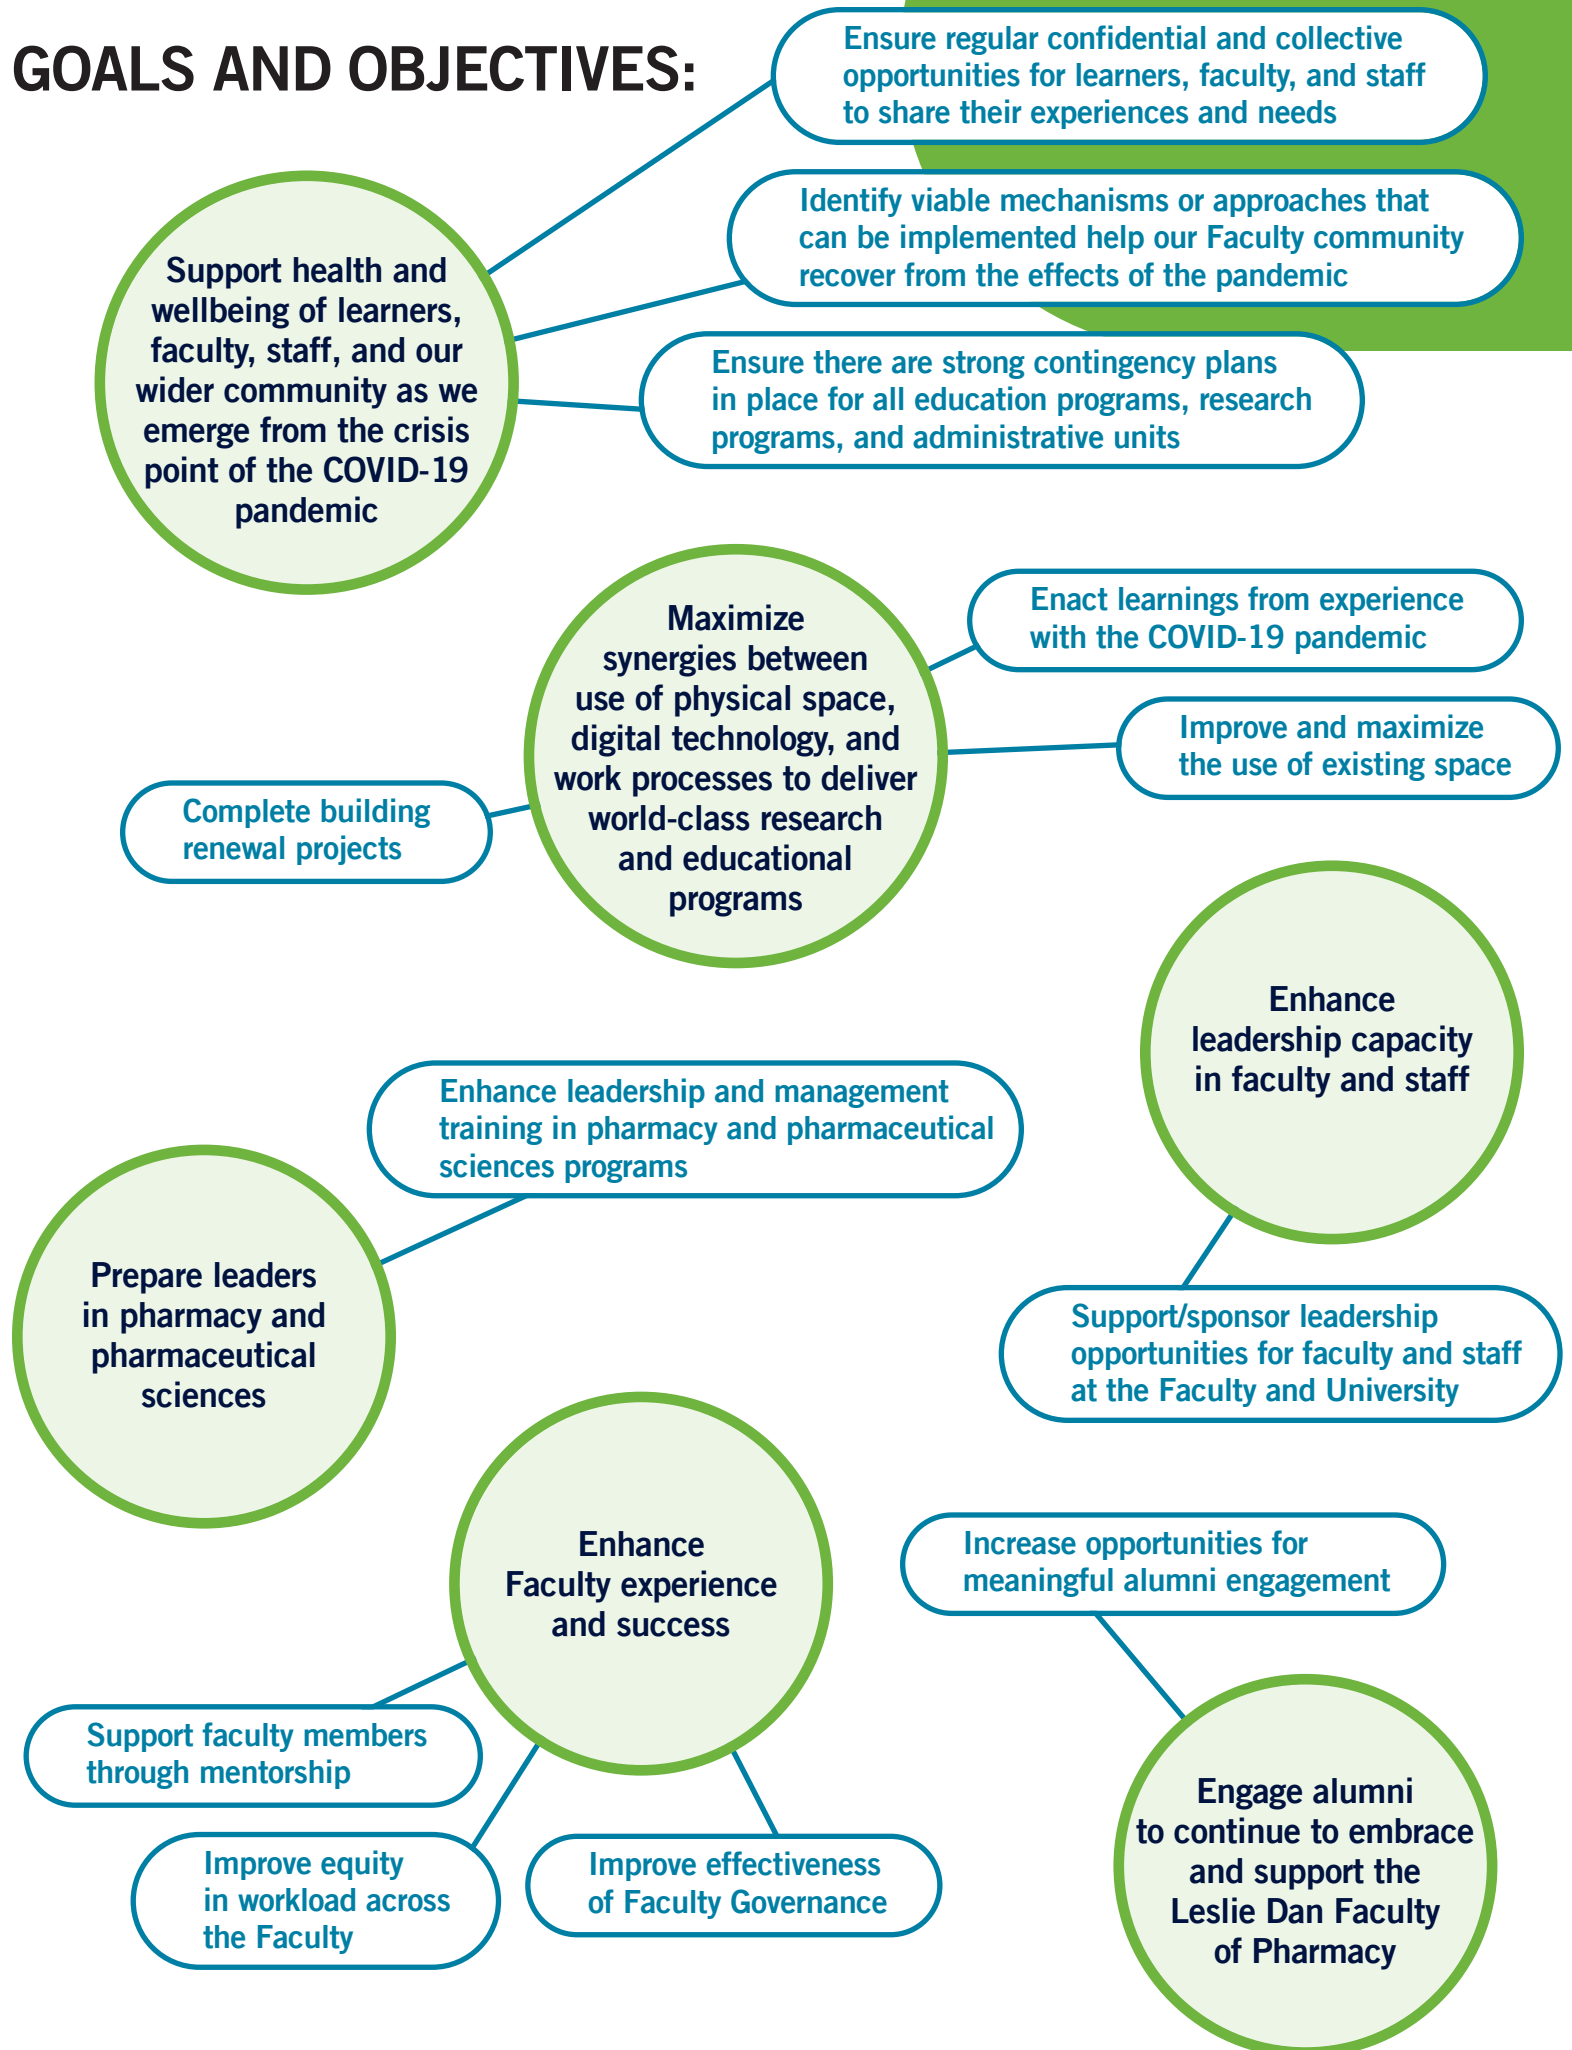 GOALS AND OBJECTIVES:
Ensure regular confidential and collective
opportunities for learners, faculty, and staff
to share their experiences and needs
Identify viable mechanisms or approaches that
can be implemented help our Faculty community
recover from the effects of the pandemic
Ensure there are strong contingency plans
in place for all education programs, research
programs, and administrative units
Support health and
wellbeing of learners,
faculty, staff, and our
wider community as we
emerge from the crisis
point of the COVID-19
pandemic
Maximize
synergies between
use of physical space,
digital technology, and
work processes to deliver
world-class research
and educational
programs
Enact learnings from experience
with the COVID-19 pandemic
Improve and maximize
the use of existing space
Complete building
renewal projects
Enhance
leadership capacity
in faculty and staff
Support/sponsor leadership
opportunities for faculty and staff
at the Faculty and University
Enhance leadership and management
training in pharmacy and pharmaceutical
sciences programs
Prepare leaders
in pharmacy and
pharmaceutical
sciences
Enhance
Faculty experience
and success
Support faculty members
through mentorship
Improve equity
in workload across
the Faculty
Improve effectiveness
of Faculty Governance
Increase opportunities for
meaningful alumni engagement
Engage alumni
to continue to embrace
and support the
Leslie Dan Faculty
of Pharmacy